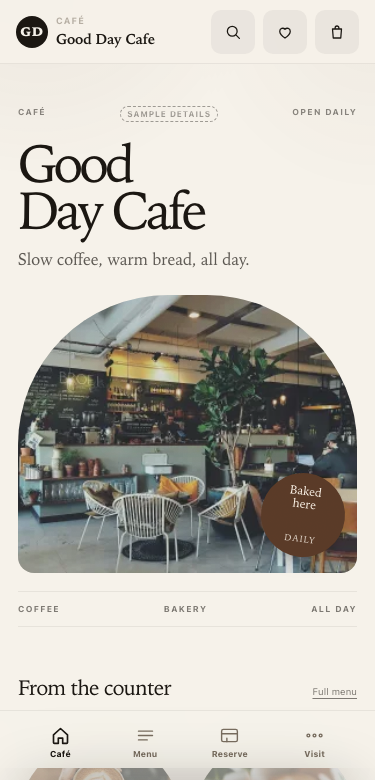 GD
CAFÉ
Good Day Cafe
CAFÉ
SAMPLE DETAILS
OPEN DAILY
Good
Day Cafe
Slow coffee, warm bread, all day.
Baked
here
DAILY
COFFEE
BAKERY
ALL DAY
From the counter
Full menu
Café
Menu
Reserve
Visit